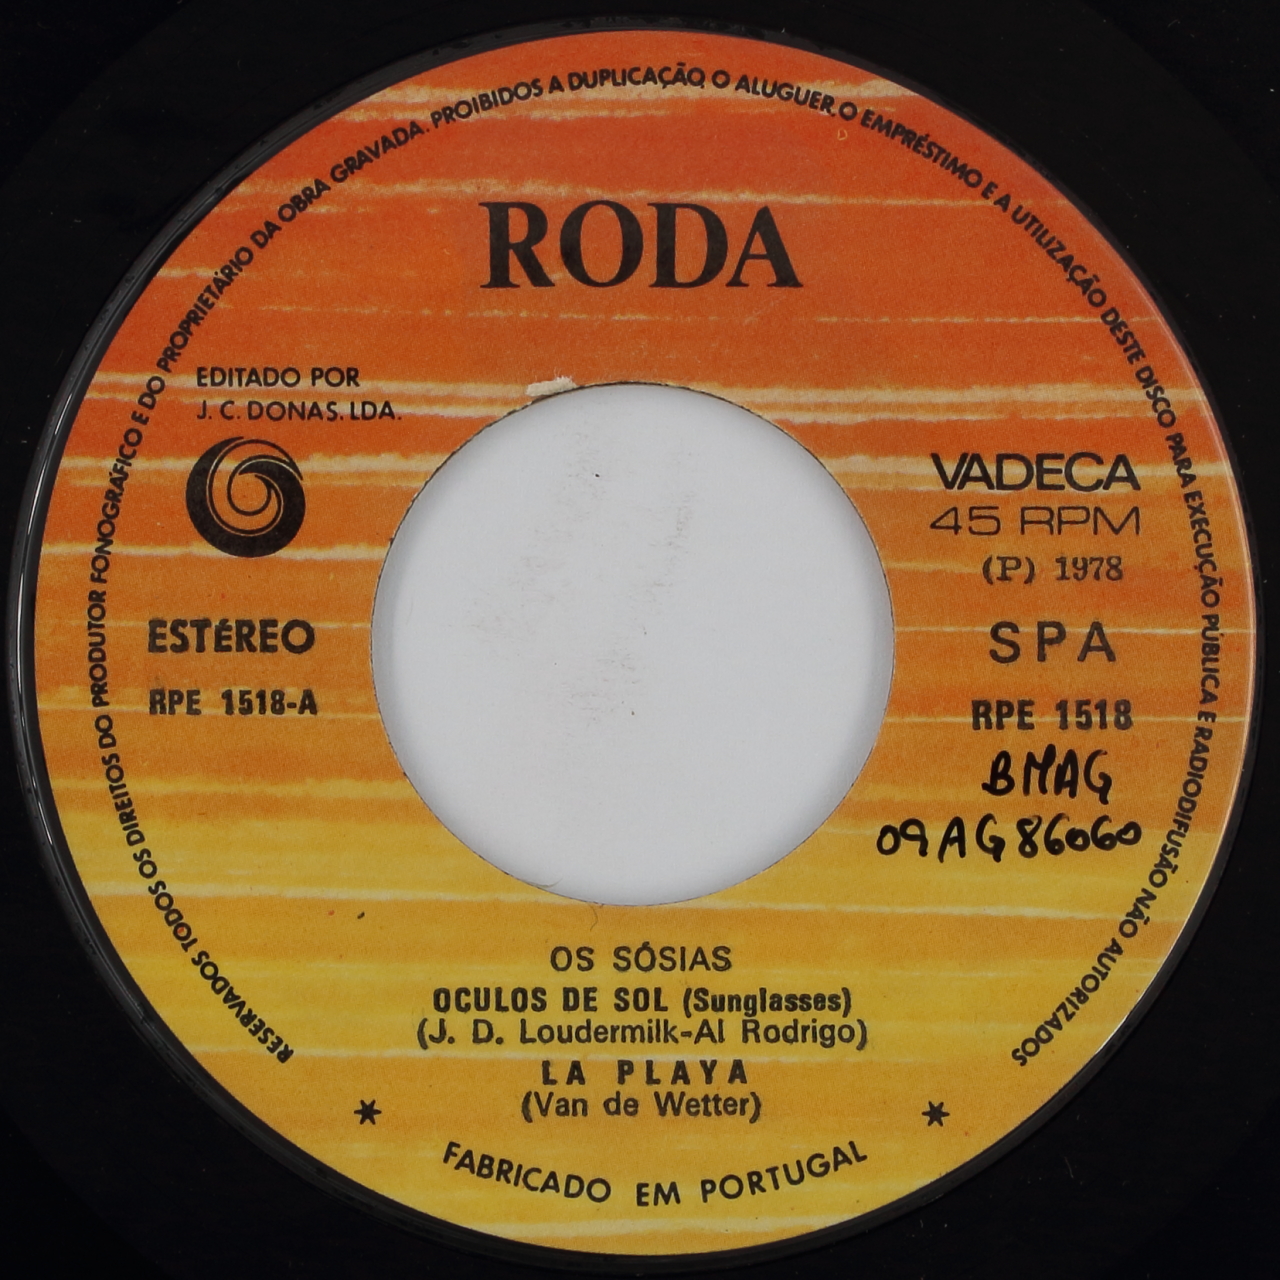 RESERVADOS TODOS OS DIREITOS DO PRODUTOR FONOGRÁFICO E DO PROPRIETÁRIO DA OBRA GRAVADA. PROIBIDOS A DUPLICAÇÃO, O ALUGUER, O EMPRÉSTIMO E A UTILIZAÇÃO DESTE DISCO PARA EXECUÇÃO PÚBLICA E RADIODIFUSÃO NÃO AUTORIZADOS
RODA
EDITADO POR
J. C. DONAS. LDA.
VADECA
45 RPM
(P) 1978
ESTÉREO
SPA
RPE 1518-A
RPE 1518
BMAG
09AG86060
OS SÓSIAS
OCULOS DE SOL (Sunglasses)
(J. D. Loudermilk-Al Rodrigo)
LA PLAYA
(Van de Wetter)
* *
FABRICADO EM PORTUGAL